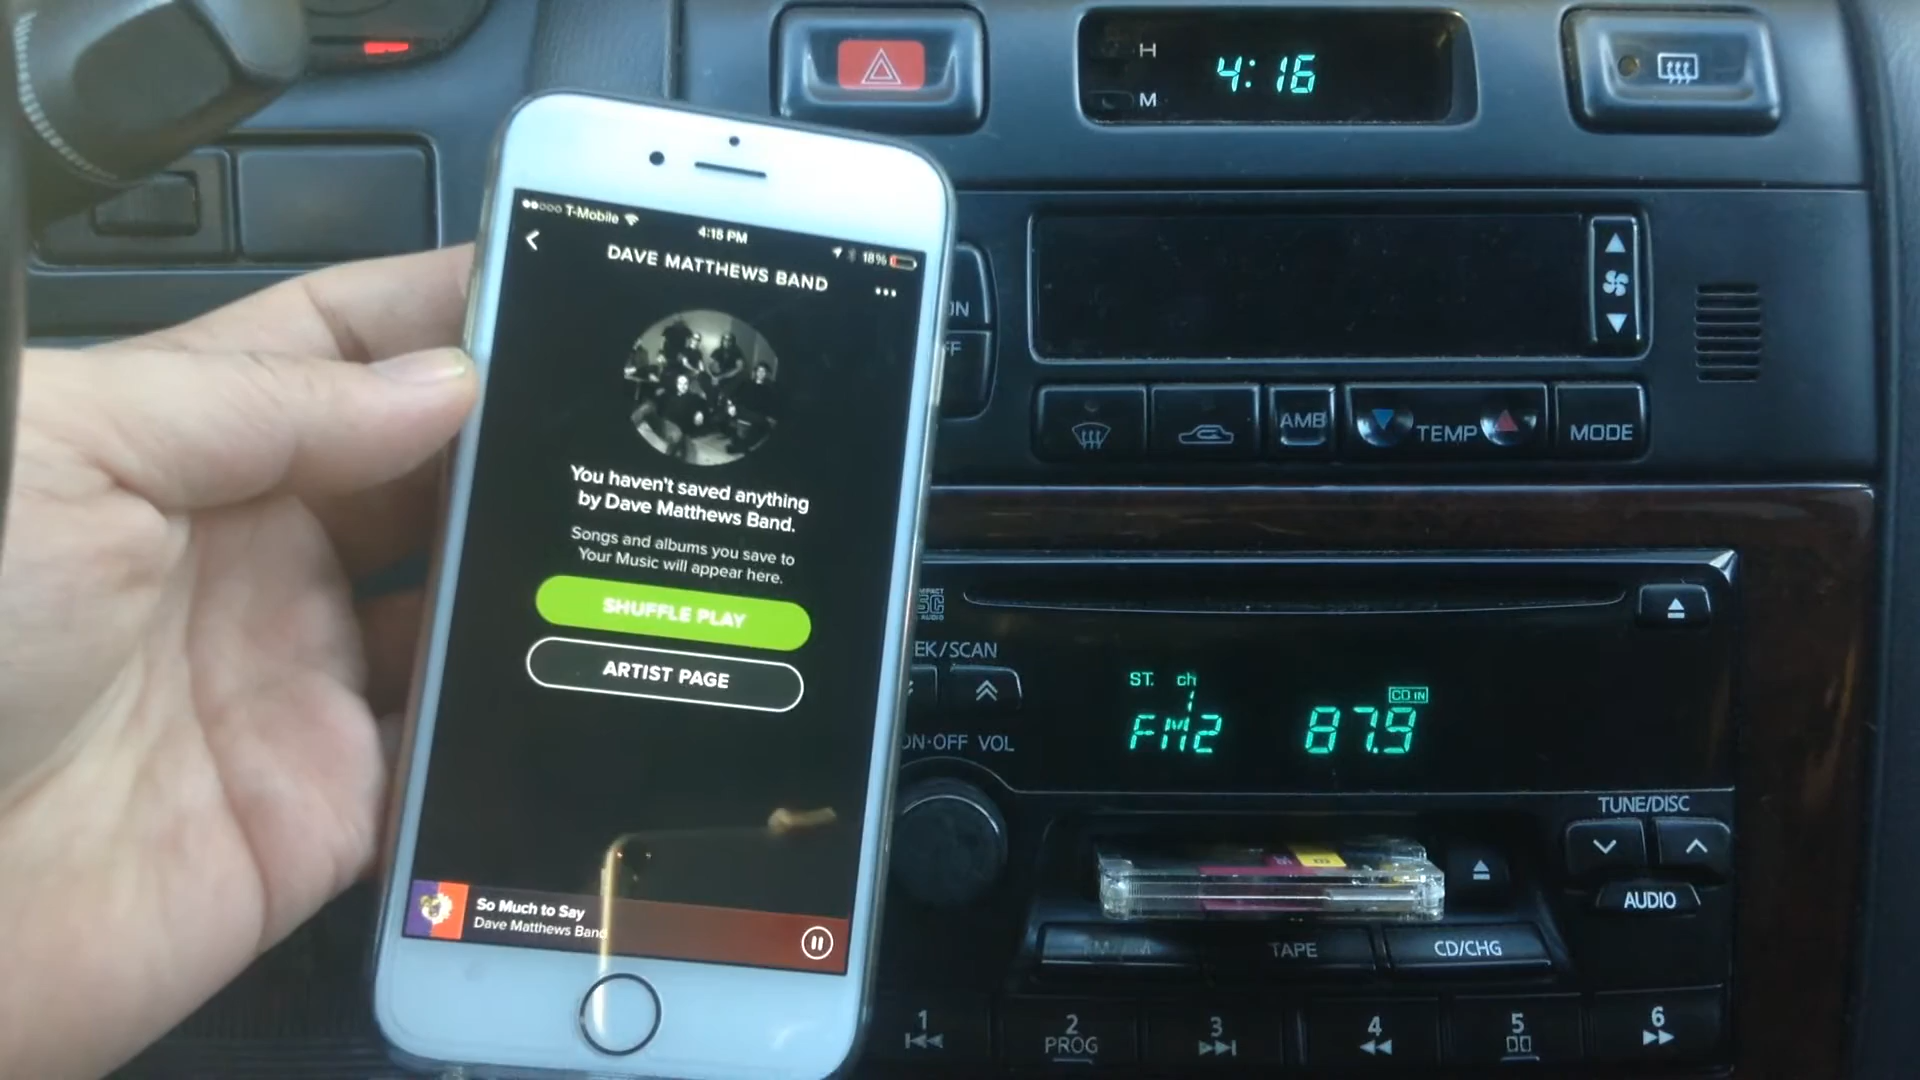 H
M
4:16
T-Mobile
4:15 PM
18%
DAVE MATTHEWS BAND
You haven't saved anything
by Dave Matthews Band.
Songs and albums you save to
Your Music will appear here.
SHUFFLE PLAY
ARTIST PAGE
So Much to Say
Dave Matthews Band
AMB
TEMP
MODE
EK/SCAN
ST. ch
1
CD IN
FM2 87.9
ON·OFF VOL
TUNE/DISC
AUDIO
TAPE
CD/CHG
1
2
PROG
3
4
5
6